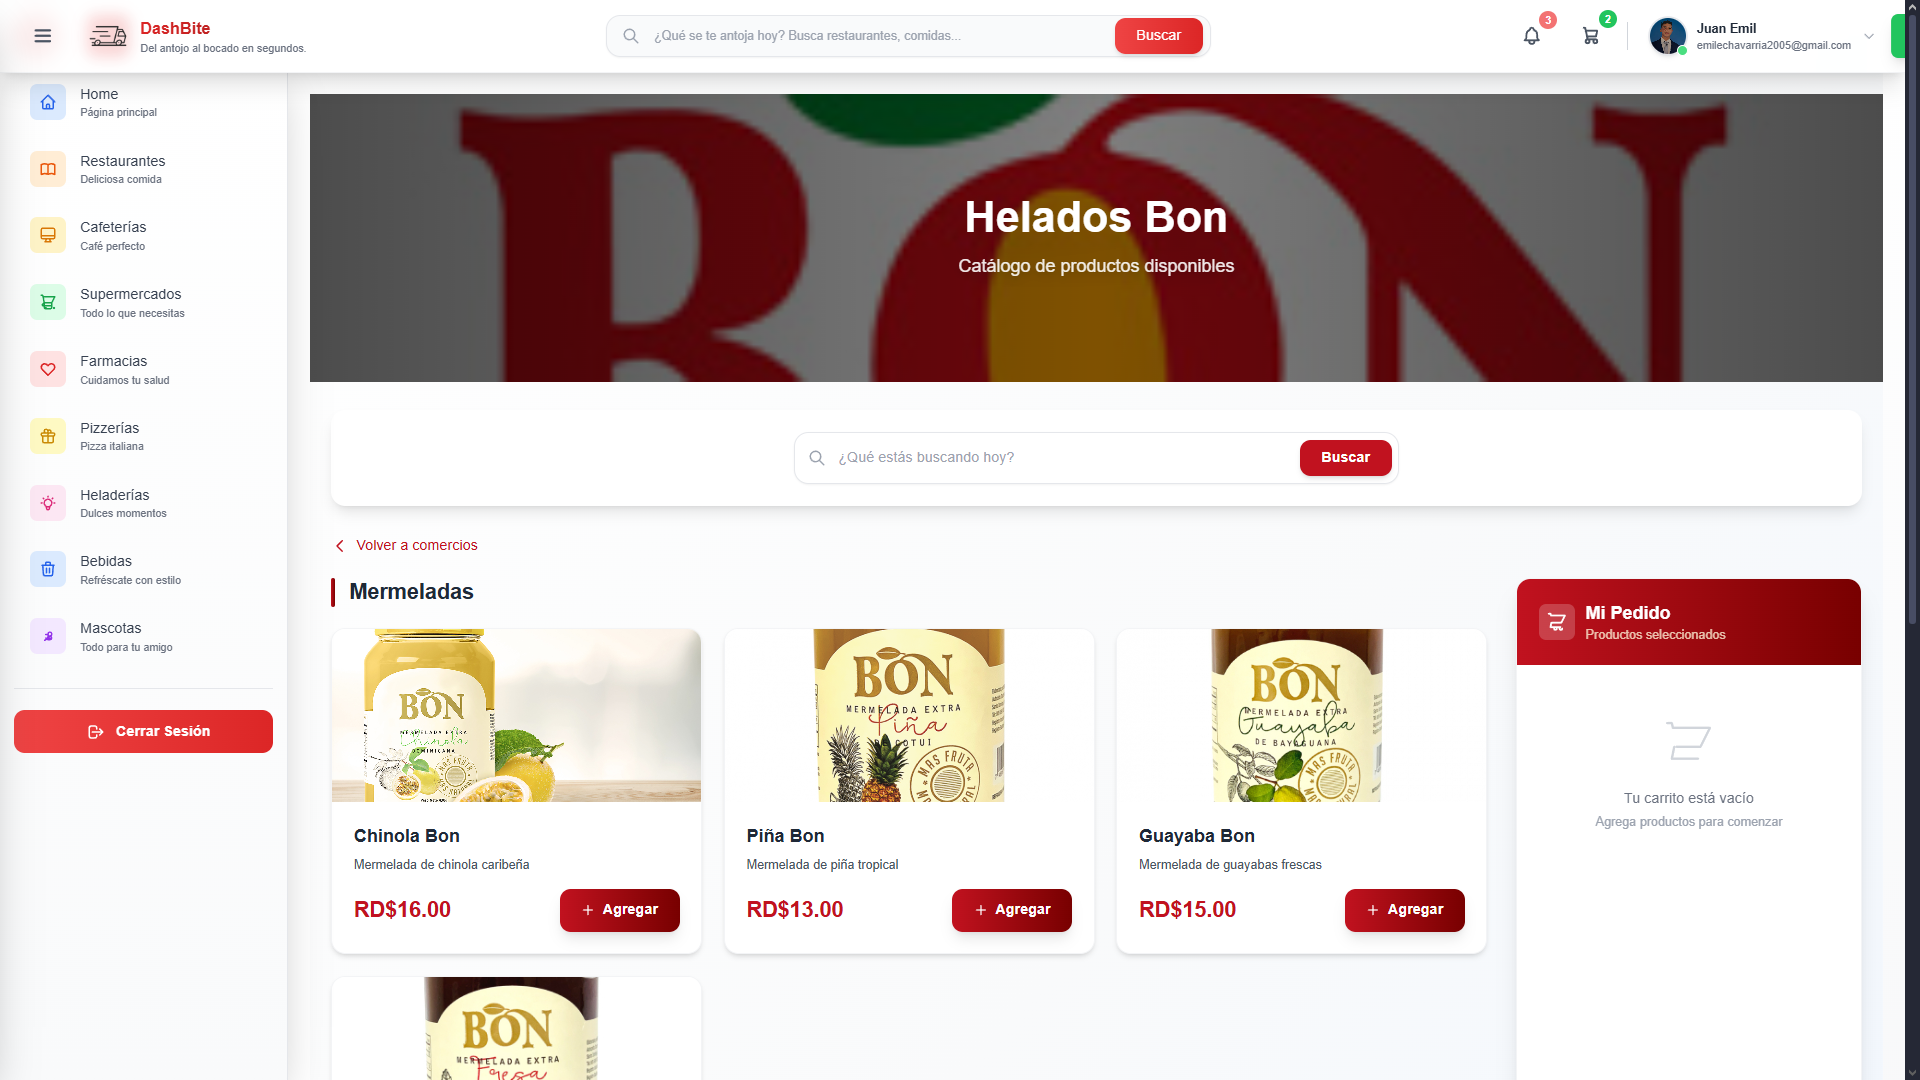 DashBite
Del antojo al bocado en segundos.
¿Qué se te antoja hoy? Busca restaurantes, comidas...
Buscar
3
2
Juan Emil
emilechavarria2005@gmail.com
Home
Página principal
Restaurantes
Deliciosa comida
Cafeterías
Café perfecto
Supermercados
Todo lo que necesitas
Farmacias
Cuidamos tu salud
Pizzerías
Pizza italiana
Heladerías
Dulces momentos
Bebidas
Refréscate con estilo
Mascotas
Todo para tu amigo
Cerrar Sesión
BON
Helados Bon
Catálogo de productos disponibles
¿Qué estás buscando hoy?
Buscar
Volver a comercios
Mermeladas
BON
MERMELADA EXTRA
Chinola
DOMINICANA
Chinola Bon
Mermelada de chinola caribeña
RD$16.00
+ Agregar
BON
MERMELADA EXTRA
Piña
COTUI
MAS FRUTA
Piña Bon
Mermelada de piña tropical
RD$13.00
+ Agregar
BON
MERMELADA EXTRA
Guayaba
DE BAYAGUANA
MAS FRUTA
Guayaba Bon
Mermelada de guayabas frescas
RD$15.00
+ Agregar
BON
MERMELADA EXTRA
Fresa
Mi Pedido
Productos seleccionados
Tu carrito está vacío
Agrega productos para comenzar